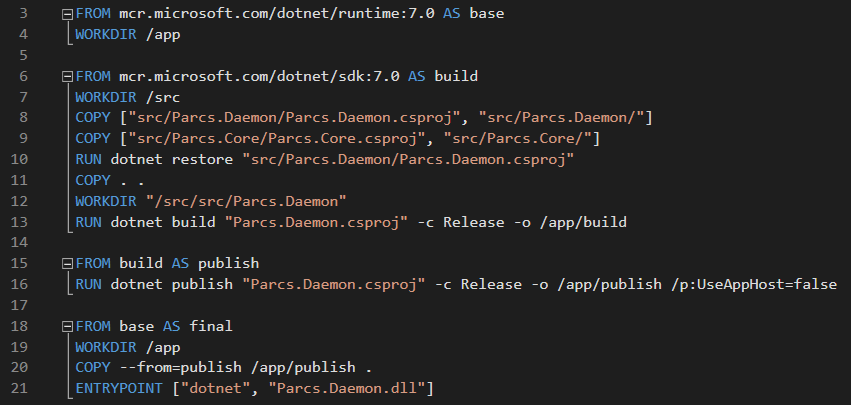 3 FROM mcr.microsoft.com/dotnet/runtime:7.0 AS base
4 WORKDIR /app
5
6 FROM mcr.microsoft.com/dotnet/sdk:7.0 AS build
7 WORKDIR /src
8 COPY ["src/Parcs.Daemon/Parcs.Daemon.csproj", "src/Parcs.Daemon/"]
9 COPY ["src/Parcs.Core/Parcs.Core.csproj", "src/Parcs.Core/"]
10 RUN dotnet restore "src/Parcs.Daemon/Parcs.Daemon.csproj"
11 COPY . .
12 WORKDIR "/src/src/Parcs.Daemon"
13 RUN dotnet build "Parcs.Daemon.csproj" -c Release -o /app/build
14
15 FROM build AS publish
16 RUN dotnet publish "Parcs.Daemon.csproj" -c Release -o /app/publish /p:UseAppHost=false
17
18 FROM base AS final
19 WORKDIR /app
20 COPY --from=publish /app/publish .
21 ENTRYPOINT ["dotnet", "Parcs.Daemon.dll"]